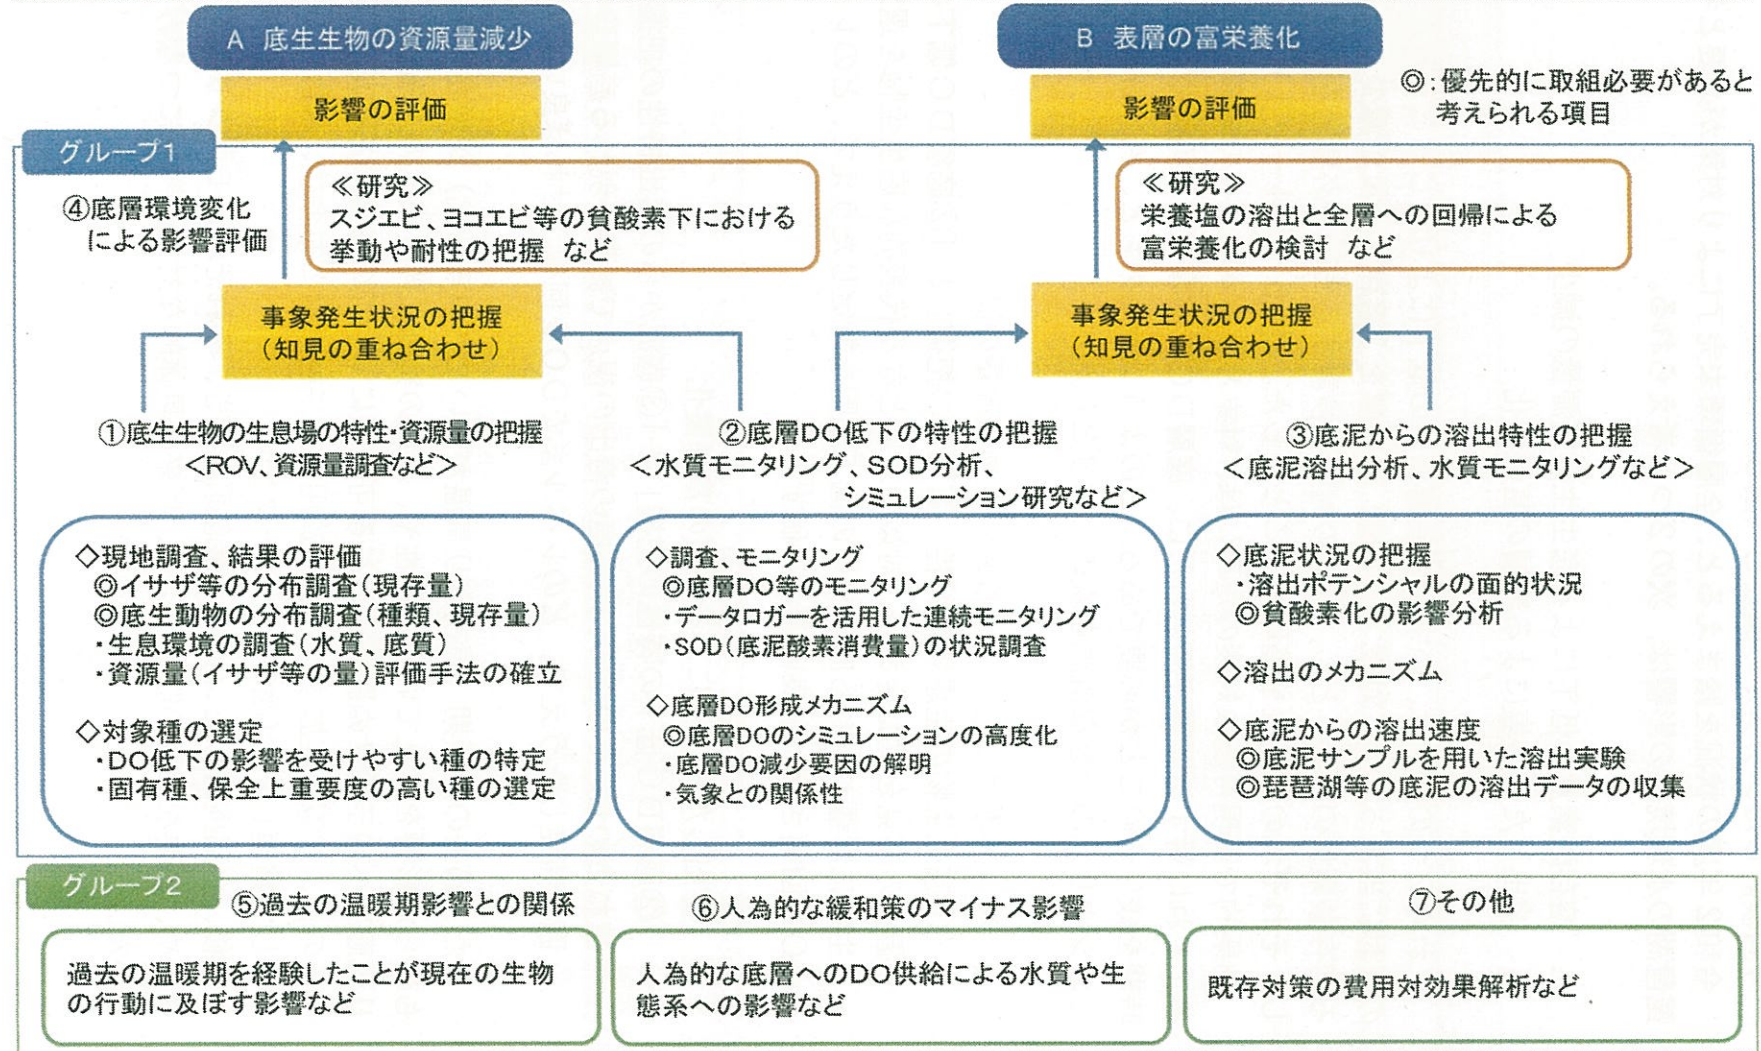 A 底生生物の資源量減少
影響の評価
B 表層の富栄養化
影響の評価
◎:優先的に取組必要があると
考えられる項目
グループ1
④底層環境変化
による影響評価
≪研究≫
スジエビ、ヨコエビ等の貧酸素下における
挙動や耐性の把握 など
≪研究≫
栄養塩の溶出と全層への回帰による
富栄養化の検討 など
事象発生状況の把握
(知見の重ね合わせ)
事象発生状況の把握
(知見の重ね合わせ)
①底生生物の生息場の特性・資源量の把握
<ROV、資源量調査など>
②底層DO低下の特性の把握
<水質モニタリング、SOD分析、
シミュレーション研究など>
③底泥からの溶出特性の把握
<底泥溶出分析、水質モニタリングなど>
◇現地調査、結果の評価
◎イサザ等の分布調査(現存量)
◎底生動物の分布調査(種類、現存量)
・生息環境の調査(水質、底質)
・資源量(イサザ等の量)評価手法の確立
◇対象種の選定
・DO低下の影響を受けやすい種の特定
・固有種、保全上重要度の高い種の選定
◇調査、モニタリング
◎底層DO等のモニタリング
・データロガーを活用した連続モニタリング
・SOD(底泥酸素消費量)の状況調査
◇底層DO形成メカニズム
◎底層DOのシミュレーションの高度化
・底層DO減少要因の解明
・気象との関係性
◇底泥状況の把握
・溶出ポテンシャルの面的状況
◎貧酸素化の影響分析
◇溶出のメカニズム
◇底泥からの溶出速度
◎底泥サンプルを用いた溶出実験
◎琵琶湖等の底泥の溶出データの収集
グループ2
⑤過去の温暖期影響との関係
過去の温暖期を経験したことが現在の生物
の行動に及ぼす影響など
⑥人為的な緩和策のマイナス影響
人為的な底層へのDO供給による水質や生
態系への影響など
⑦その他
既存対策の費用対効果解析など